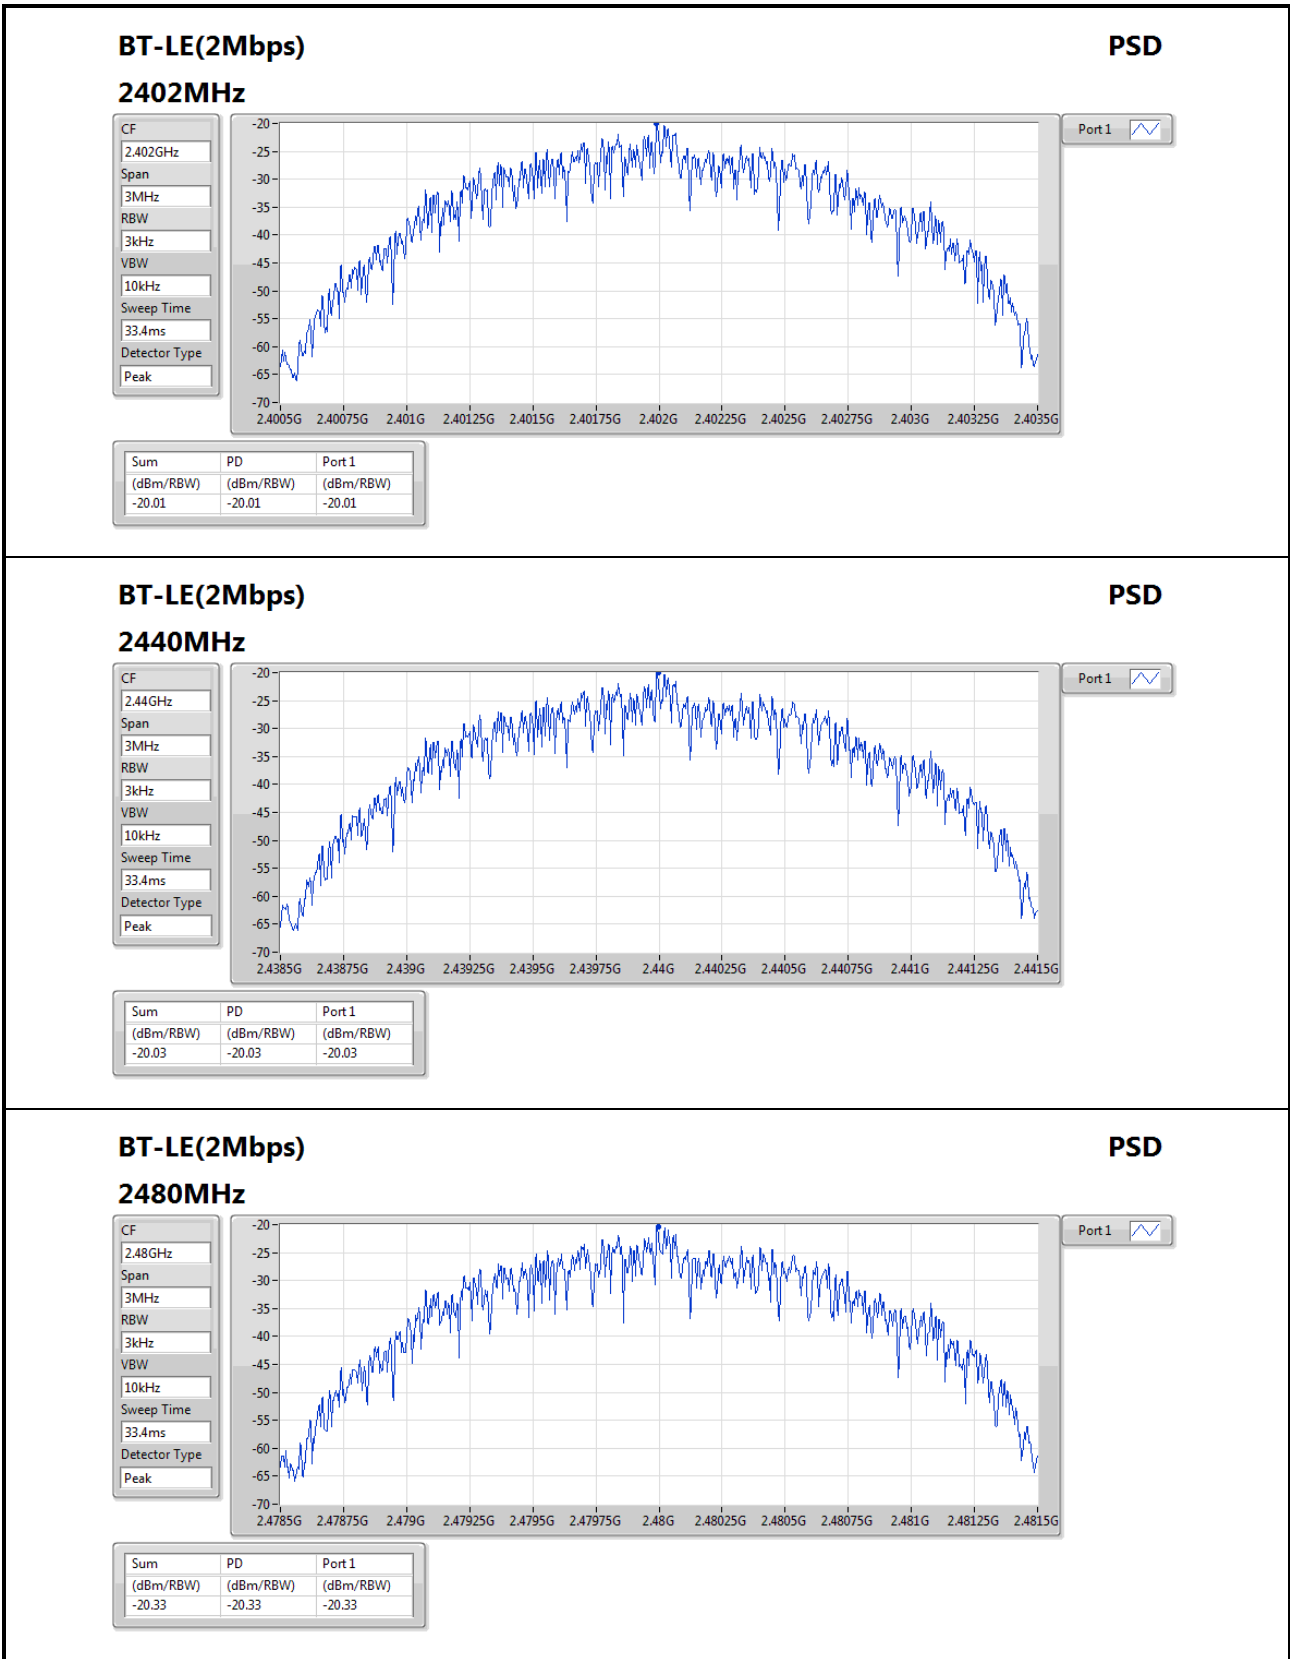 BT-LE(2Mbps) PSD
2402MHz
CF
2.402GHz
Span
3MHz
RBW
3kHz
VBW
10kHz
Sweep Time
33.4ms
Detector Type
Peak
-20
-25
-30
-35
-40
-45
-50
-55
-60
-65
-70
2.4005G 2.40075G 2.401G 2.40125G 2.4015G 2.40175G 2.402G 2.40225G 2.4025G 2.40275G 2.403G 2.40325G 2.4035G
Port 1
Sum PD Port 1
(dBm/RBW) (dBm/RBW) (dBm/RBW)
-20.01 -20.01 -20.01
BT-LE(2Mbps) PSD
2440MHz
CF
2.44GHz
Span
3MHz
RBW
3kHz
VBW
10kHz
Sweep Time
33.4ms
Detector Type
Peak
-20
-25
-30
-35
-40
-45
-50
-55
-60
-65
-70
2.4385G 2.43875G 2.439G 2.43925G 2.4395G 2.43975G 2.44G 2.44025G 2.4405G 2.44075G 2.441G 2.44125G 2.4415G
Port 1
Sum PD Port 1
(dBm/RBW) (dBm/RBW) (dBm/RBW)
-20.03 -20.03 -20.03
BT-LE(2Mbps) PSD
2480MHz
CF
2.48GHz
Span
3MHz
RBW
3kHz
VBW
10kHz
Sweep Time
33.4ms
Detector Type
Peak
-20
-25
-30
-35
-40
-45
-50
-55
-60
-65
-70
2.4785G 2.47875G 2.479G 2.47925G 2.4795G 2.47975G 2.48G 2.48025G 2.4805G 2.48075G 2.481G 2.48125G 2.4815G
Port 1
Sum PD Port 1
(dBm/RBW) (dBm/RBW) (dBm/RBW)
-20.33 -20.33 -20.33